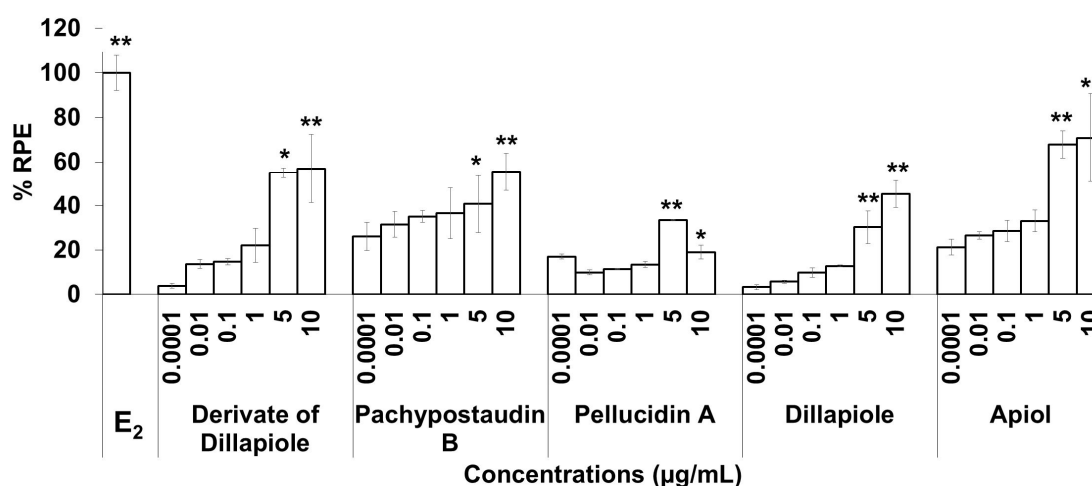 120
100
80
60
40
20
0
% RPE
**
* **
* **
** *
** **
** *
0.0001 0.01 0.1 1 5 10
0.0001 0.01 0.1 1 5 10
0.0001 0.01 0.1 1 5 10
0.0001 0.01 0.1 1 5 10
0.0001 0.01 0.1 1 5 10
E₂
Derivate of
Dillapiole
Pachypostaudin
B
Pellucidin A
Dillapiole
Apiol
Concentrations (µg/mL)